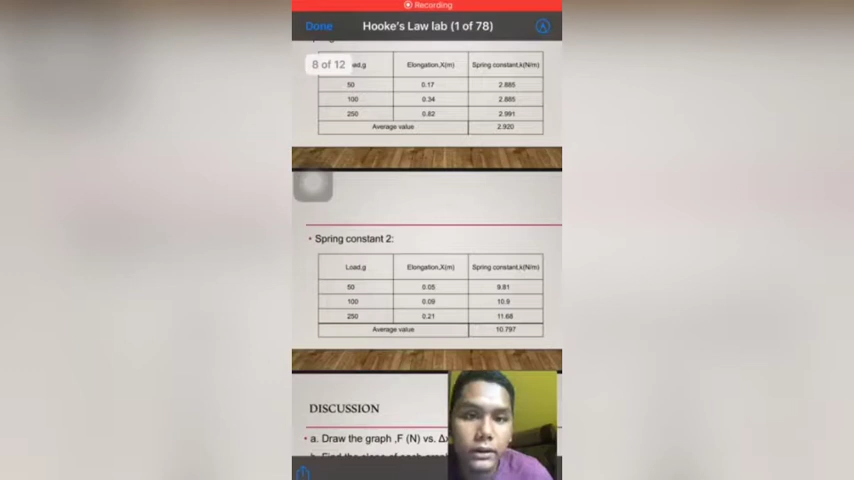 Recording
Done Hooke's Law lab (1 of 78)
8 of 12 Elongation,X(m) Spring constant,k(N/m)
50 0.17 2.885
100 0.34 2.885
250 0.82 2.991
Average value 2.920
• Spring constant 2:
Load,g Elongation,X(m) Spring constant,k(N/m)
50 0.05 9.81
100 0.09 10.9
250 0.21 11.68
Average value 10.797
DISCUSSION
• a. Draw the graph ,F (N) vs.